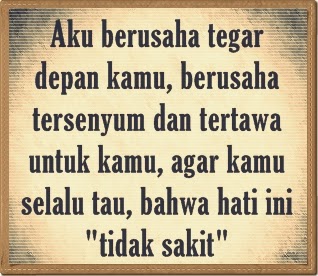 Aku berusaha tegar
depan kamu, berusaha
tersenyum dan tertawa
untuk kamu, agar kamu
selalu tau, bahwa hati ini
"tidak sakit"